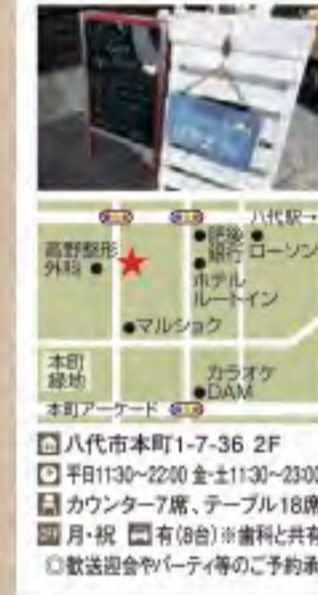 八代駅→
肥後
銀行
ローソン
高野整形
外科
ホテル
ルートイン
マルショク
本町
緑地
カラオケ
DAM
本町アーケード
八代市本町1-7-36 2F
平日11:30～22:00 金・土11:30～23:00
カウンター7席、テーブル18席
月・祝 有(8台)※歯科と共有
◎歓送迎会やパーティ等のご予約承